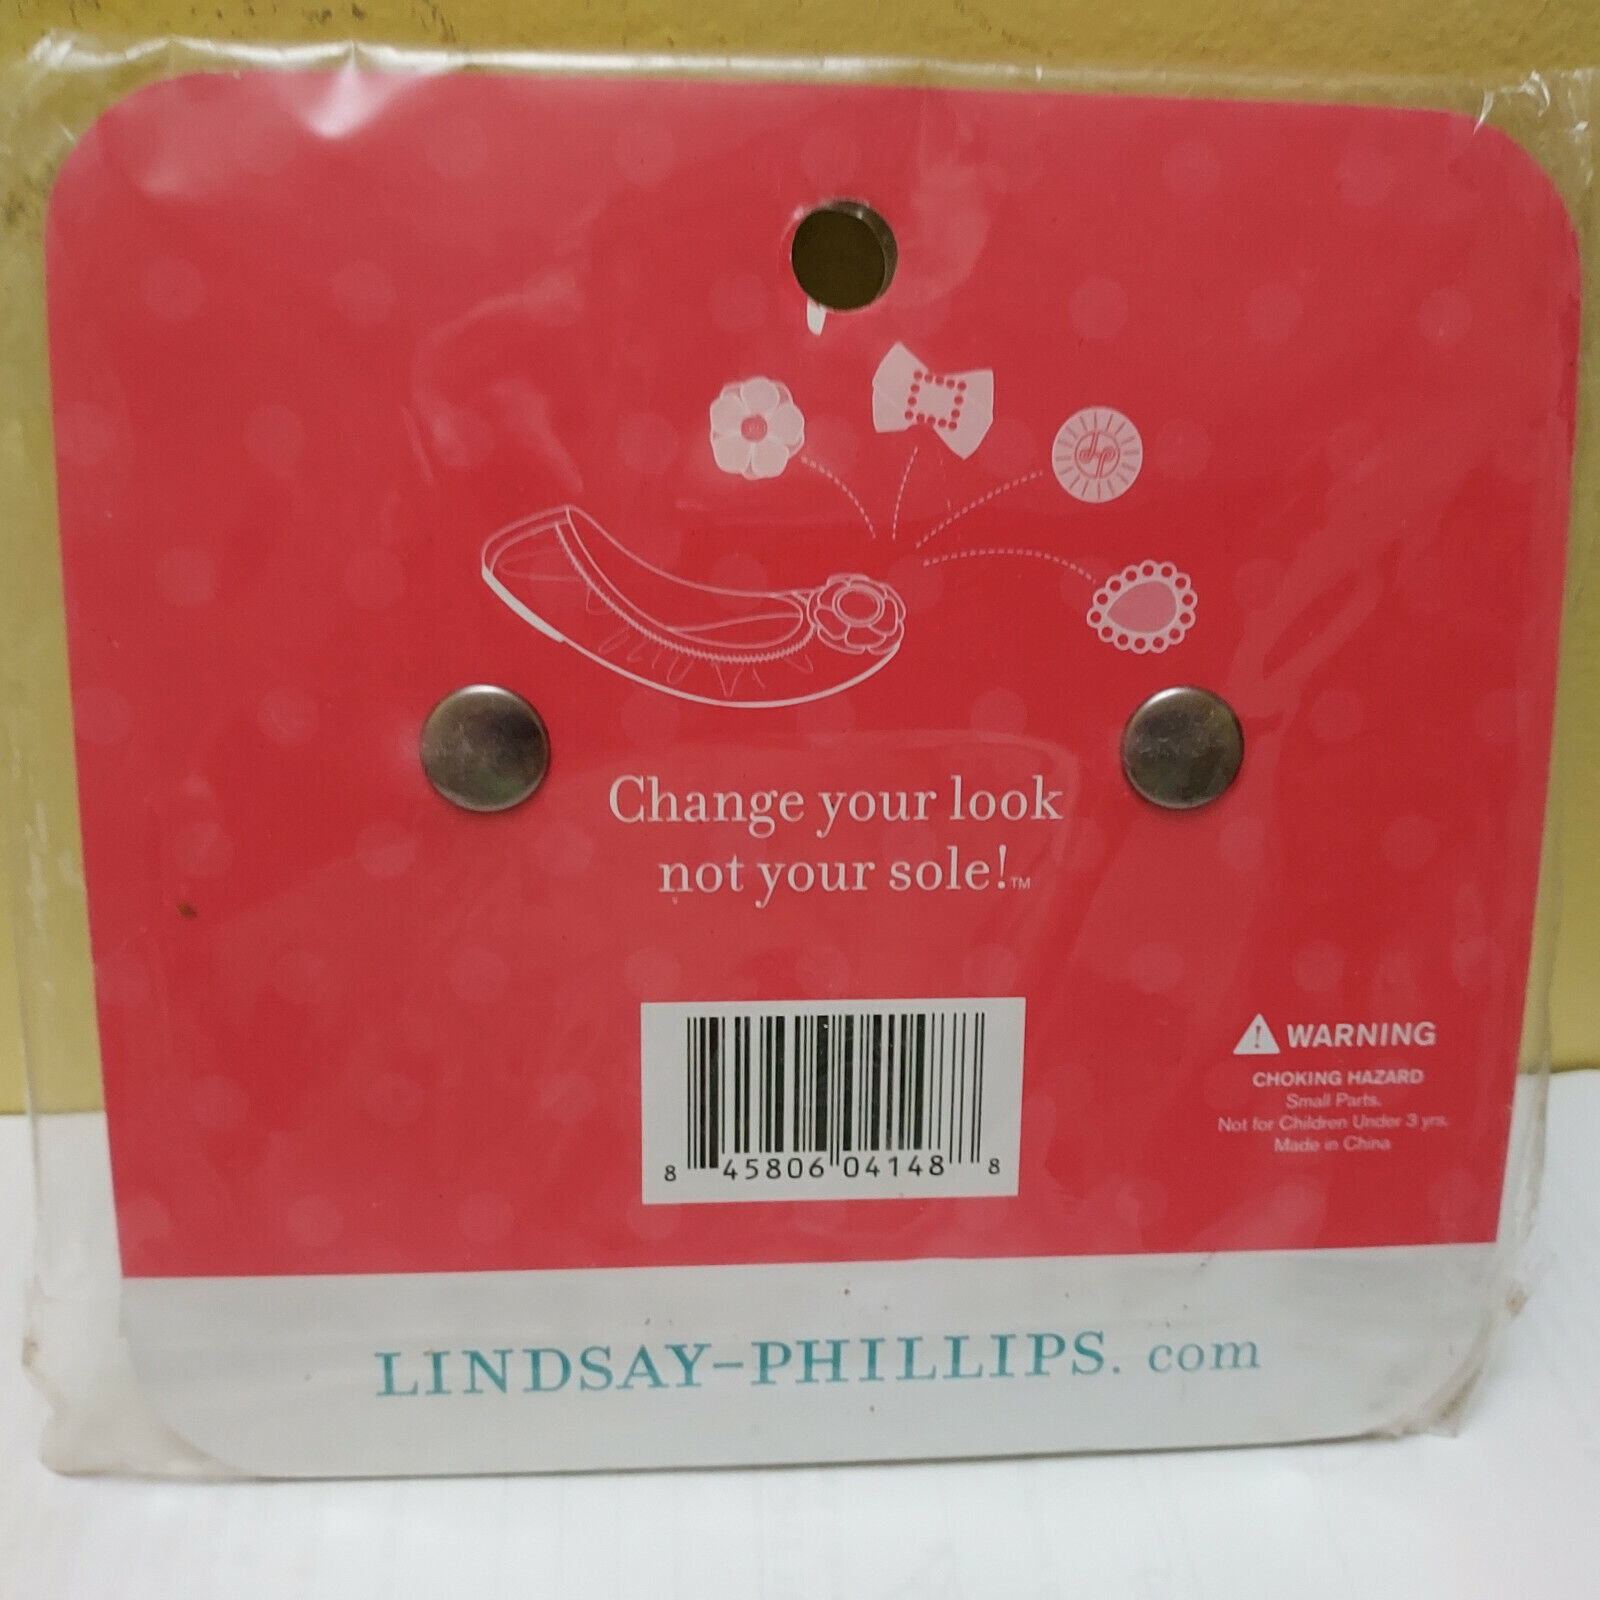 Change your look
not your sole!™
8 45806 04148 8
WARNING
CHOKING HAZARD
Small Parts.
Not for Children Under 3 yrs.
Made in China
LINDSAY-PHILLIPS.com